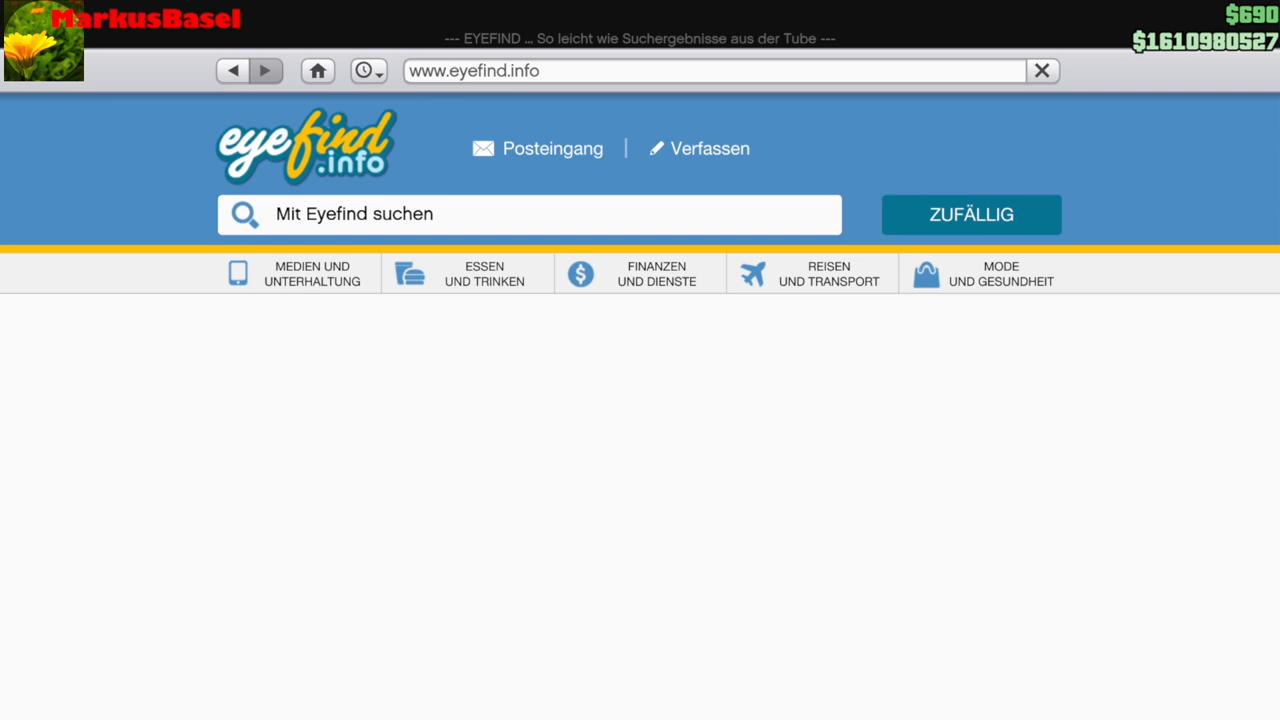 MarkusBasel
$690
--- EYEFIND ... So leicht wie Suchergebnisse aus der Tube ---
$1610980527
www.eyefind.info
eyefind
.info
Posteingang | Verfassen
Mit Eyefind suchen
ZUFÄLLIG
MEDIEN UND
UNTERHALTUNG
ESSEN
UND TRINKEN
FINANZEN
UND DIENSTE
REISEN
UND TRANSPORT
MODE
UND GESUNDHEIT